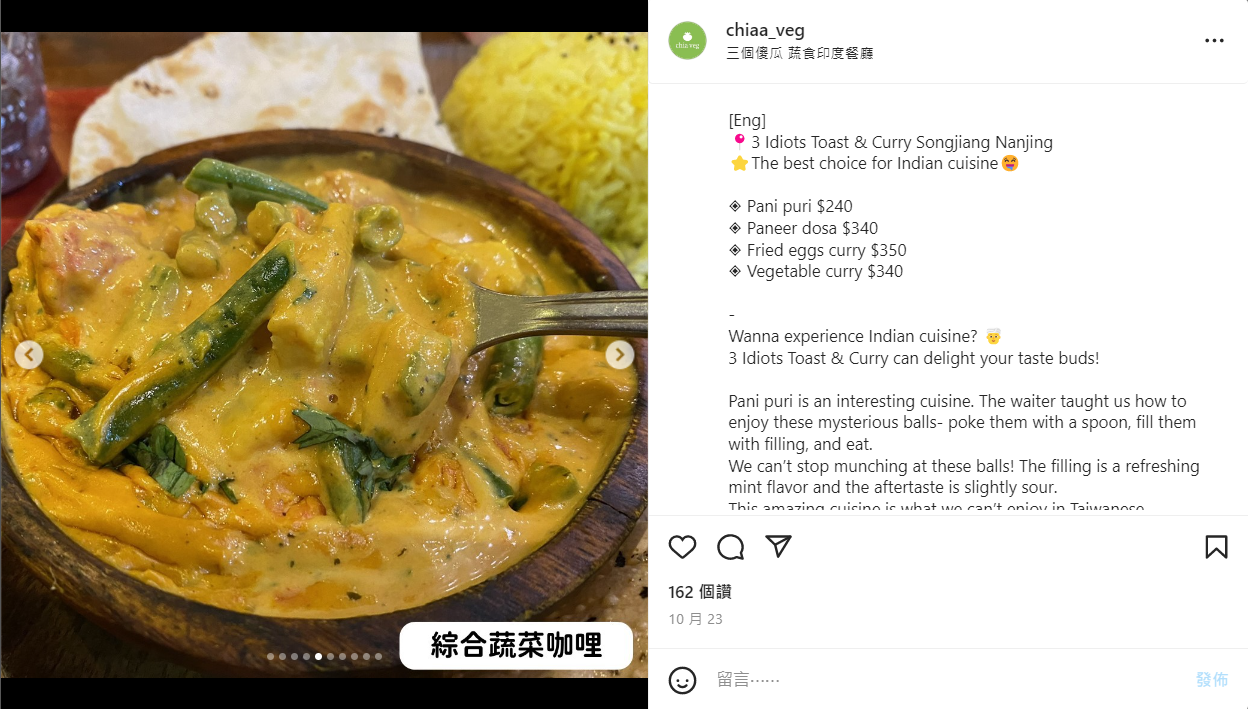 chiaa_veg
三個傻瓜 蔬食印度餐廳
chia veg
[Eng]
📍3 Idiots Toast & Curry Songjiang Nanjing
⭐The best choice for Indian cuisine😝
◈ Pani puri $240
◈ Paneer dosa $340
◈ Fried eggs curry $350
◈ Vegetable curry $340
-
Wanna experience Indian cuisine? 👳
3 Idiots Toast & Curry can delight your taste buds!
Pani puri is an interesting cuisine. The waiter taught us how to
enjoy these mysterious balls- poke them with a spoon, fill them
with filling, and eat.
We can’t stop munching at these balls! The filling is a refreshing
mint flavor and the aftertaste is slightly sour.
This amazing cuisine is what we can’t enjoy in Taiwanese
162 個讚
10 月 23
留言⋯⋯
發佈
綜合蔬菜咖哩